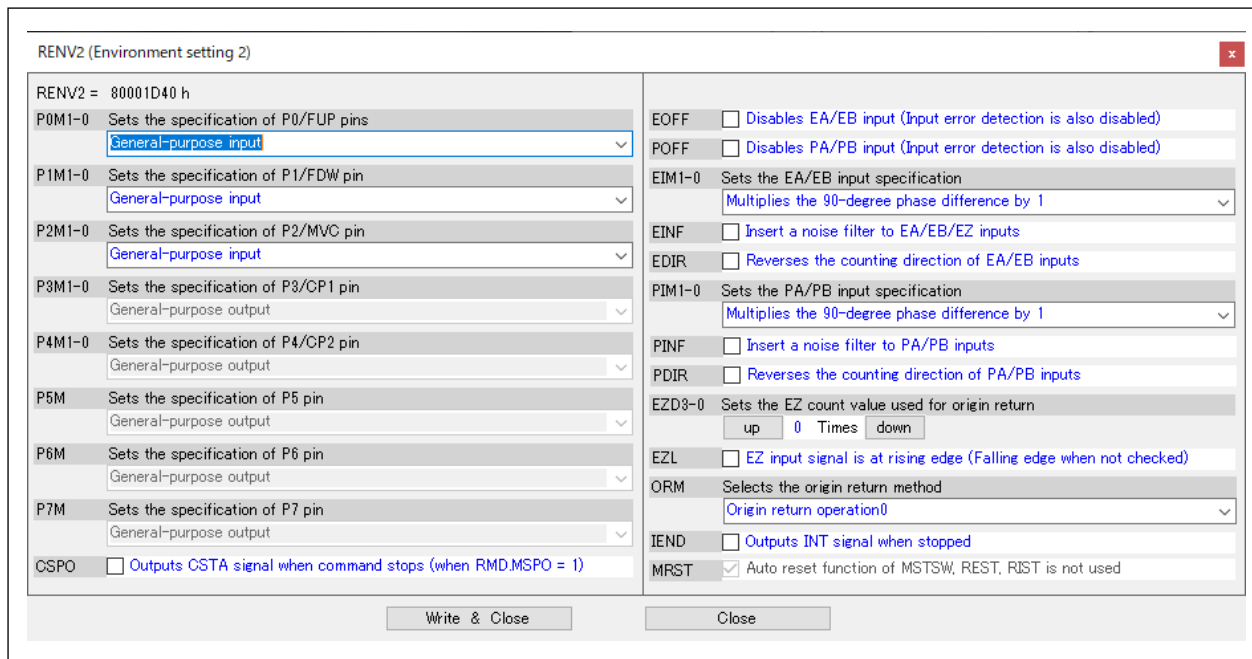 RENV2 (Environment setting 2)
x
RENV2 = 80001D40 h
P0M1-0 Sets the specification of P0/FUP pins
General-purpose input
P1M1-0 Sets the specification of P1/FDW pin
General-purpose input
P2M1-0 Sets the specification of P2/MVC pin
General-purpose input
P3M1-0 Sets the specification of P3/CP1 pin
General-purpose output
P4M1-0 Sets the specification of P4/CP2 pin
General-purpose output
P5M Sets the specification of P5 pin
General-purpose output
P6M Sets the specification of P6 pin
General-purpose output
P7M Sets the specification of P7 pin
General-purpose output
CSPO Outputs CSTA signal when command stops (when RMD.MSPO = 1)
EOFF Disables EA/EB input (Input error detection is also disabled)
POFF Disables PA/PB input (Input error detection is also disabled)
EIM1-0 Sets the EA/EB input specification
Multiplies the 90-degree phase difference by 1
EINF Insert a noise filter to EA/EB/EZ inputs
EDIR Reverses the counting direction of EA/EB inputs
PIM1-0 Sets the PA/PB input specification
Multiplies the 90-degree phase difference by 1
PINF Insert a noise filter to PA/PB inputs
PDIR Reverses the counting direction of PA/PB inputs
EZD3-0 Sets the EZ count value used for origin return
up 0 Times down
EZL EZ input signal is at rising edge (Falling edge when not checked)
ORM Selects the origin return method
Origin return operation0
IEND Outputs INT signal when stopped
MRST Auto reset function of MSTSW, REST, RIST is not used
Write & Close
Close